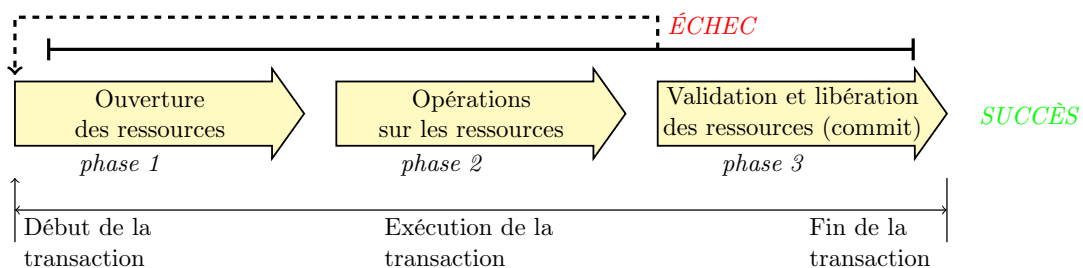 ÉCHEC
Ouverture
des ressources
Opérations
sur les ressources
Validation et libération
des ressources (commit)
SUCCÈS
phase 1
phase 2
phase 3
Début de la
transaction
Exécution de la
transaction
Fin de la
transaction